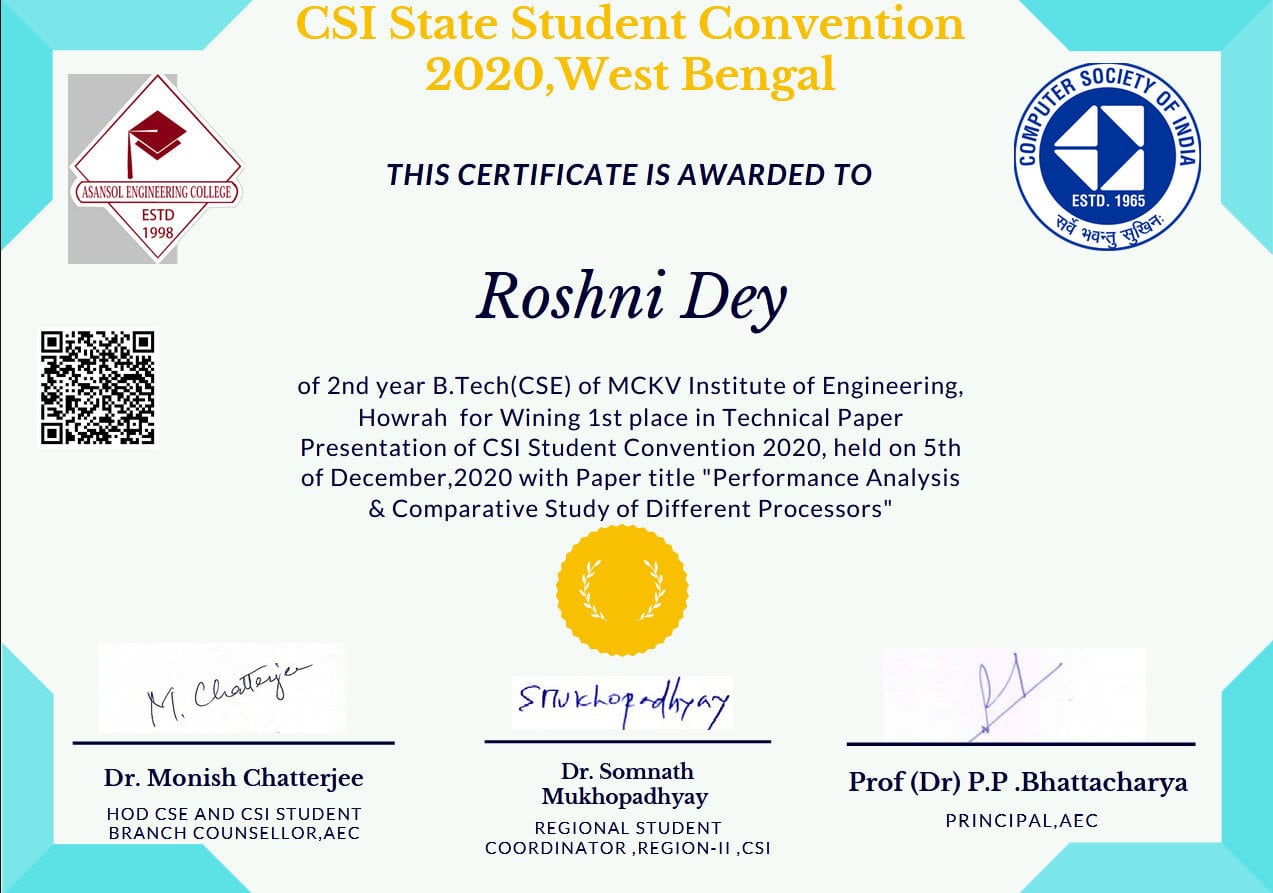 CSI State Student Convention
2020,West Bengal
COMPUTER SOCIETY OF INDIA
ESTD. 1965
सर्वे भवन्तु सुखिनः
ASANSOL ENGINEERING COLLEGE
ESTD
1998
THIS CERTIFICATE IS AWARDED TO
Roshni Dey
of 2nd year B.Tech(CSE) of MCKV Institute of Engineering,
Howrah for Wining 1st place in Technical Paper
Presentation of CSI Student Convention 2020, held on 5th
of December,2020 with Paper title "Performance Analysis
& Comparative Study of Different Processors"
M. Chatterjee
SMukhopadhyay
Dr. Monish Chatterjee
HOD CSE AND CSI STUDENT
BRANCH COUNSELLOR,AEC
Dr. Somnath
Mukhopadhyay
REGIONAL STUDENT
COORDINATOR ,REGION-II ,CSI
Prof (Dr) P.P .Bhattacharya
PRINCIPAL,AEC